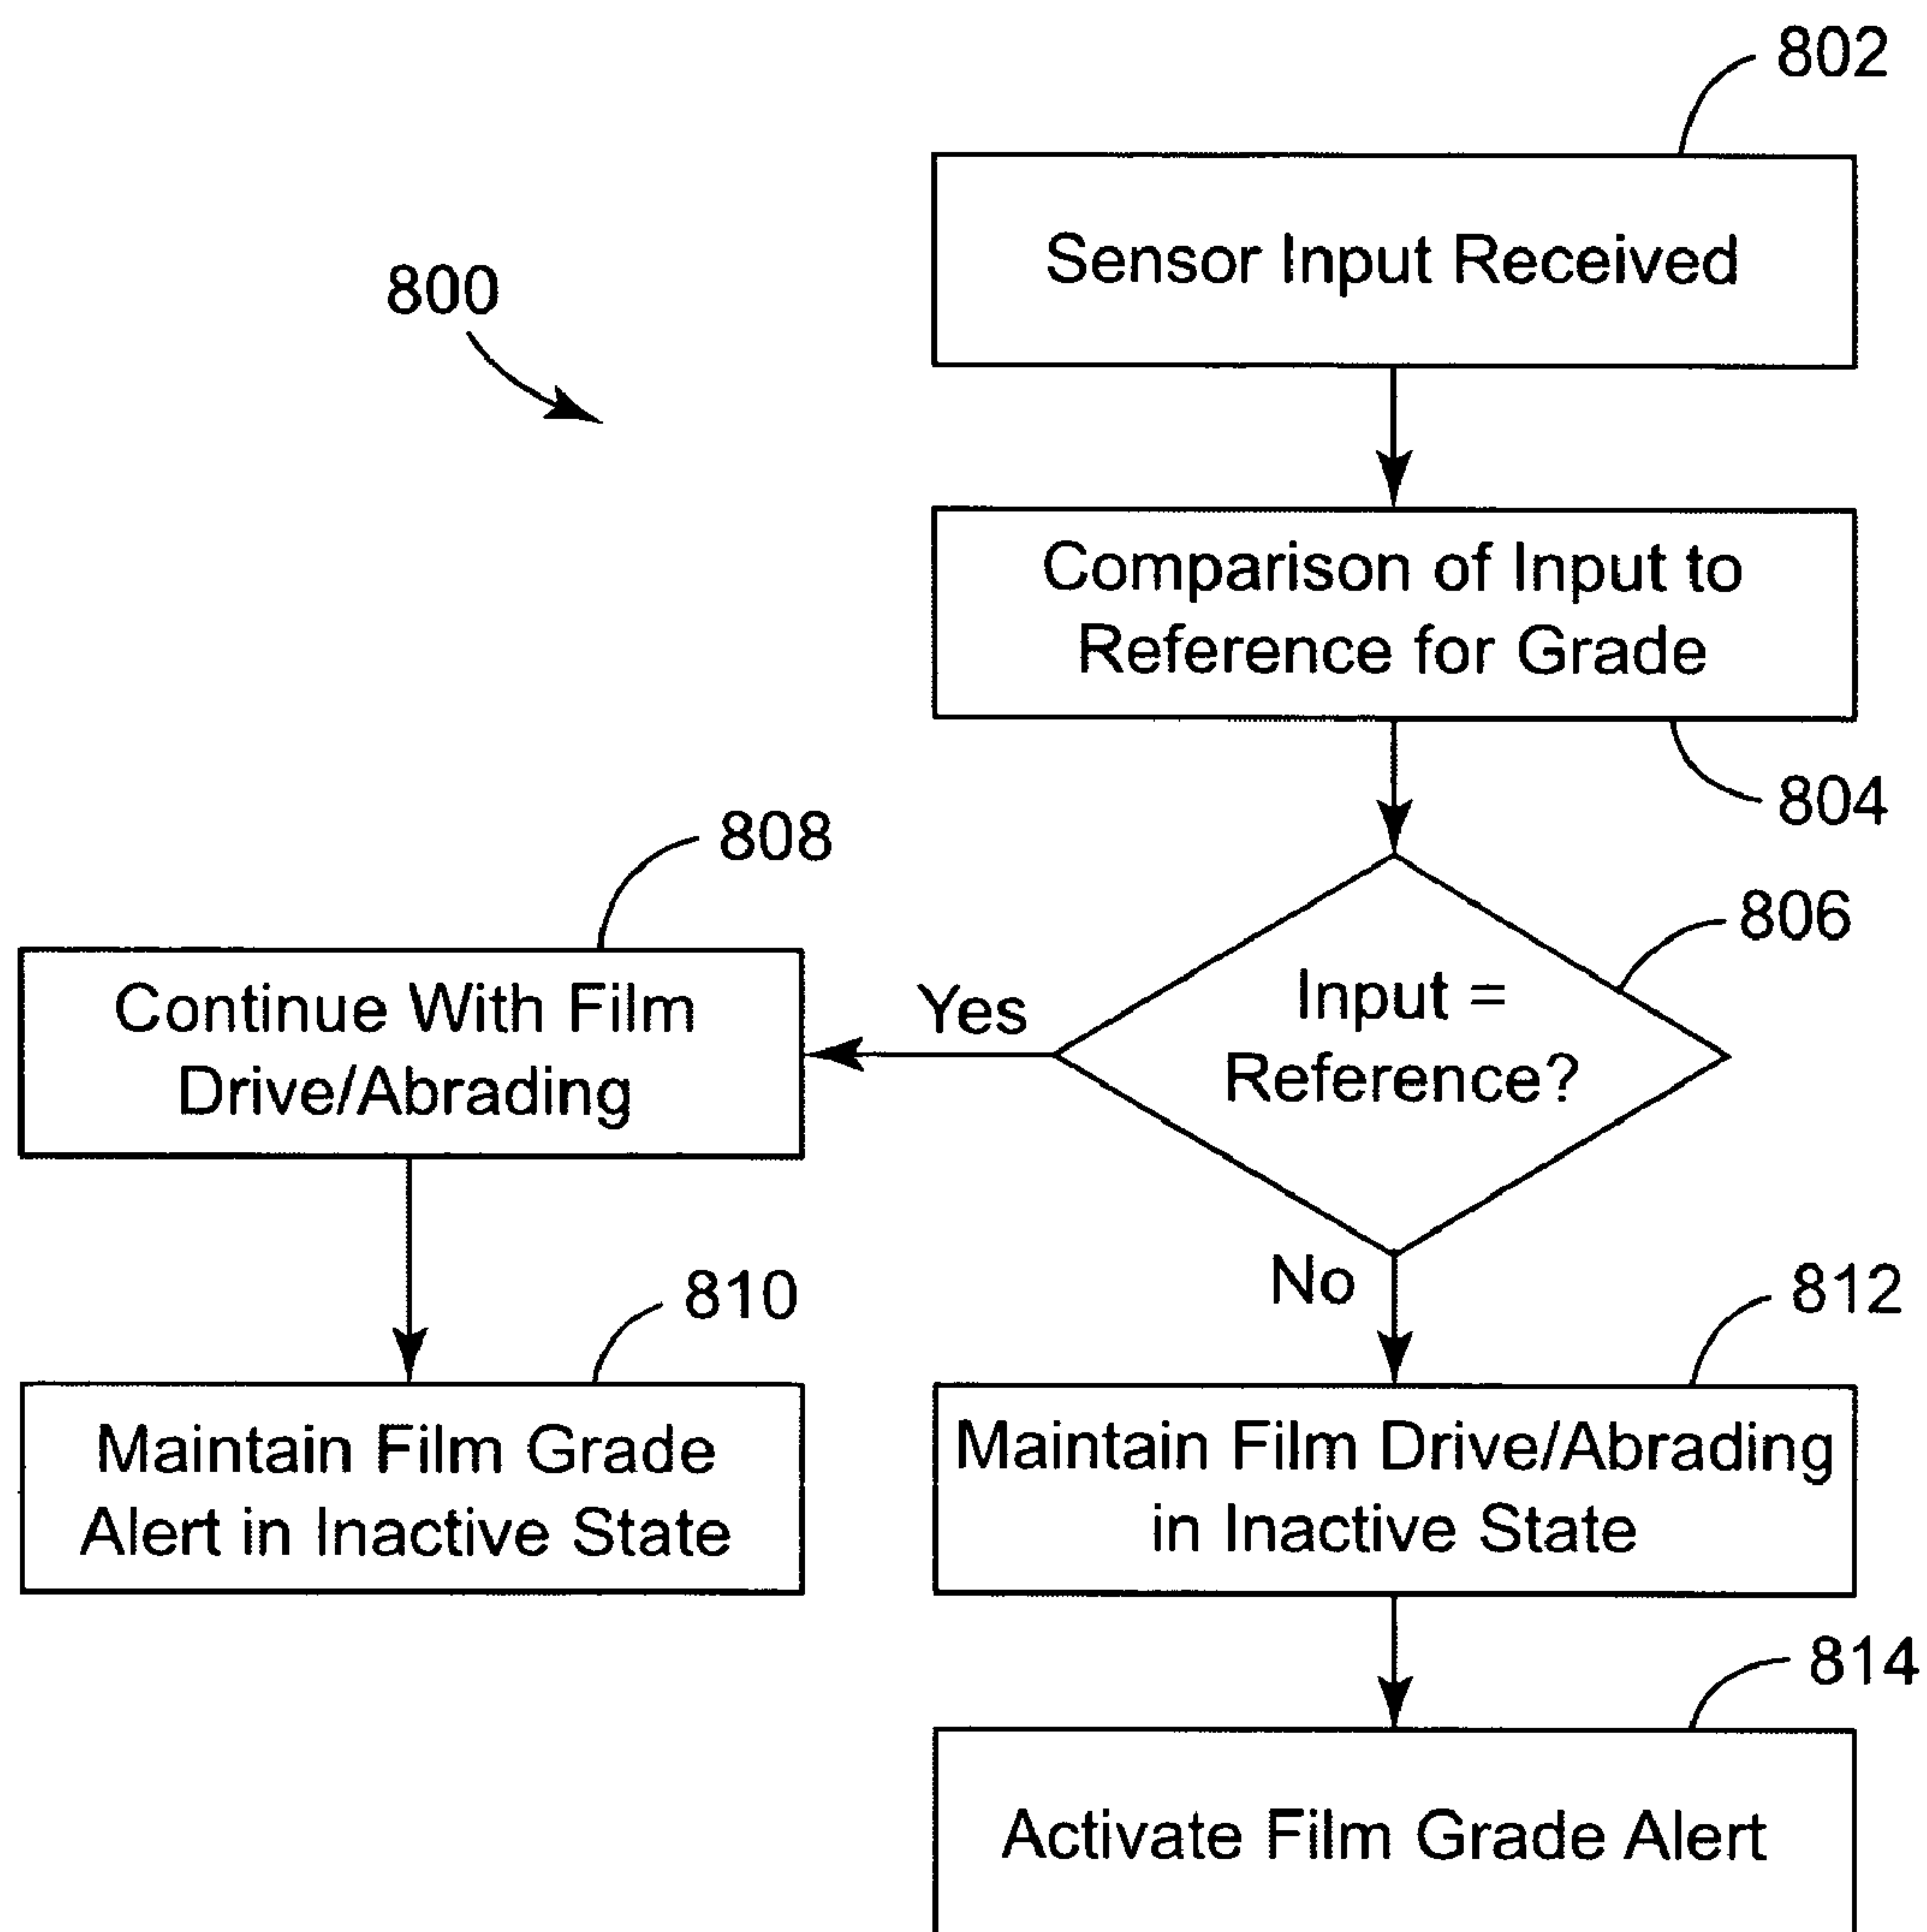 802
Sensor Input Received
800
Comparison of Input to
Reference for Grade
804
808
806
Continue With Film
Drive/Abrading
Yes
Input =
Reference?
No
810
812
Maintain Film Grade
Alert in Inactive State
Maintain Film Drive/Abrading
in Inactive State
814
Activate Film Grade Alert